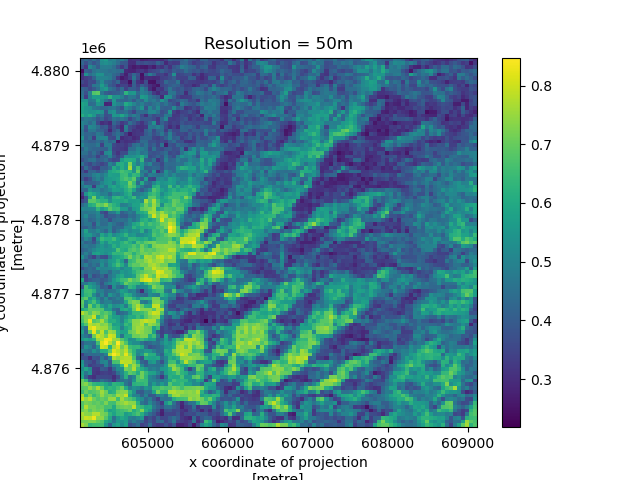 Resolution = 50m
1e6
4.880
4.879
4.878
4.877
4.876
y coordinate of projection
[metre]
605000 606000 607000 608000 609000
x coordinate of projection
[metre]
0.8
0.7
0.6
0.5
0.4
0.3